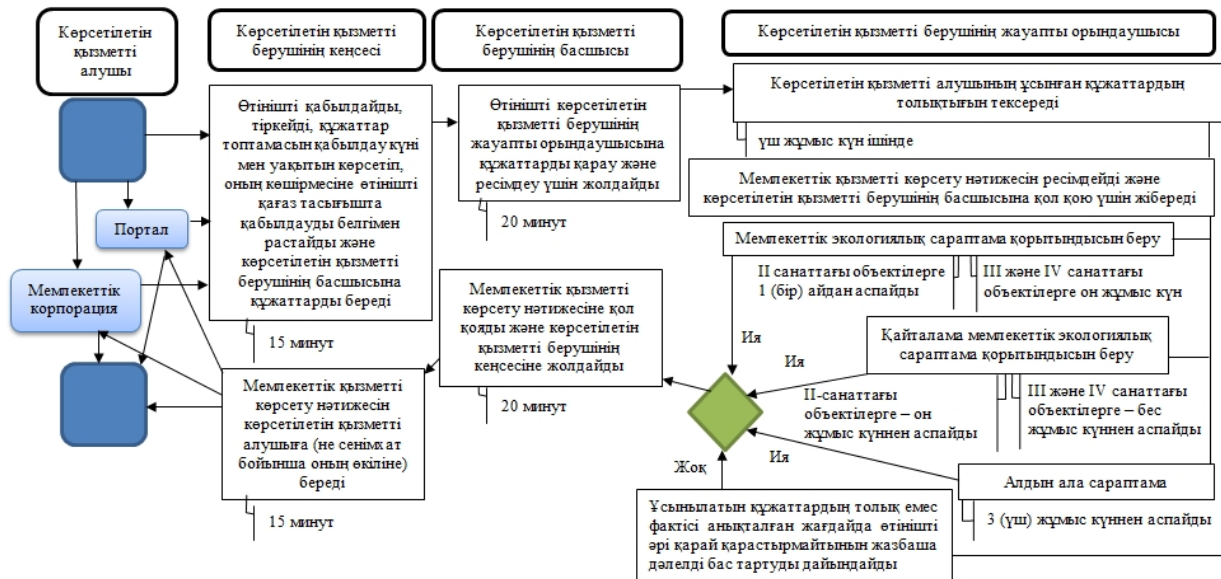 Көрсетілетін
қызметті
алушы
Көрсетілетін қызметті
берушінің кеңсесі
Көрсетілетін қызметті
берушінің басшысы
Көрсетілетін қызметті берушінің жауапты орындаушысы
Өтінішті қабылдайды,
тіркейді, құжаттар
топтамасын қабылдау күні
мен уақытын көрсетіп,
оның көшірмесіне өтінішті
қағаз тасығышта
қабылдауды белгімен
растайды және
көрсетілетін қызметті
берушінің басшысына
құжаттарды береді
15 минут
Өтінішті көрсетілетін
қызметті берушінің
жауапты орындаушысына
құжаттарды қарау және
ресімдеу үшін жолдайды
20 минут
Көрсетілетін қызметті алушының ұсынған құжаттардың
толықтығын тексереді
үш жұмыс күн ішінде
Мемлекеттік қызметті көрсету нәтижесін ресімдейді және
көрсетілетін қызметті берушінің басшысына қол қою үшін жібереді
Портал
Мемлекеттік
корпорация
Мемлекеттік экологиялық сараптама қорытындысын беру
ІІ санаттағы объектілерге
1 (бір) айдан аспайды
ІІІ және IV санаттағы
объектілерге он жұмыс күн
Мемлекеттік қызметті
көрсету нәтижесіне қол
қояды және көрсетілетін
қызметті берушінің
кеңсесіне жолдайды
20 минут
Ия
Ия
Қайталама мемлекеттік экологиялық
сараптама қорытындысын беру
ІІ-санаттағы
объектілерге – он
жұмыс күннен аспайды
ІІІ және IV санаттағы
объектілерге – бес
жұмыс күннен аспайды
Мемлекеттік қызметті
көрсету нәтижесін
көрсетілетін қызметті
алушыға (не сенімхат
бойынша оның өкіліне)
береді
15 минут
Жоқ
Ия
Алдын ала сараптама
3 (үш) жұмыс күннен аспайды
Ұсынылатын құжаттардың толық емес
фактісі анықталған жағдайда өтінішті
әрі қарай қарастырмайтынын жазбаша
дәлелді бас тартуды дайындайды